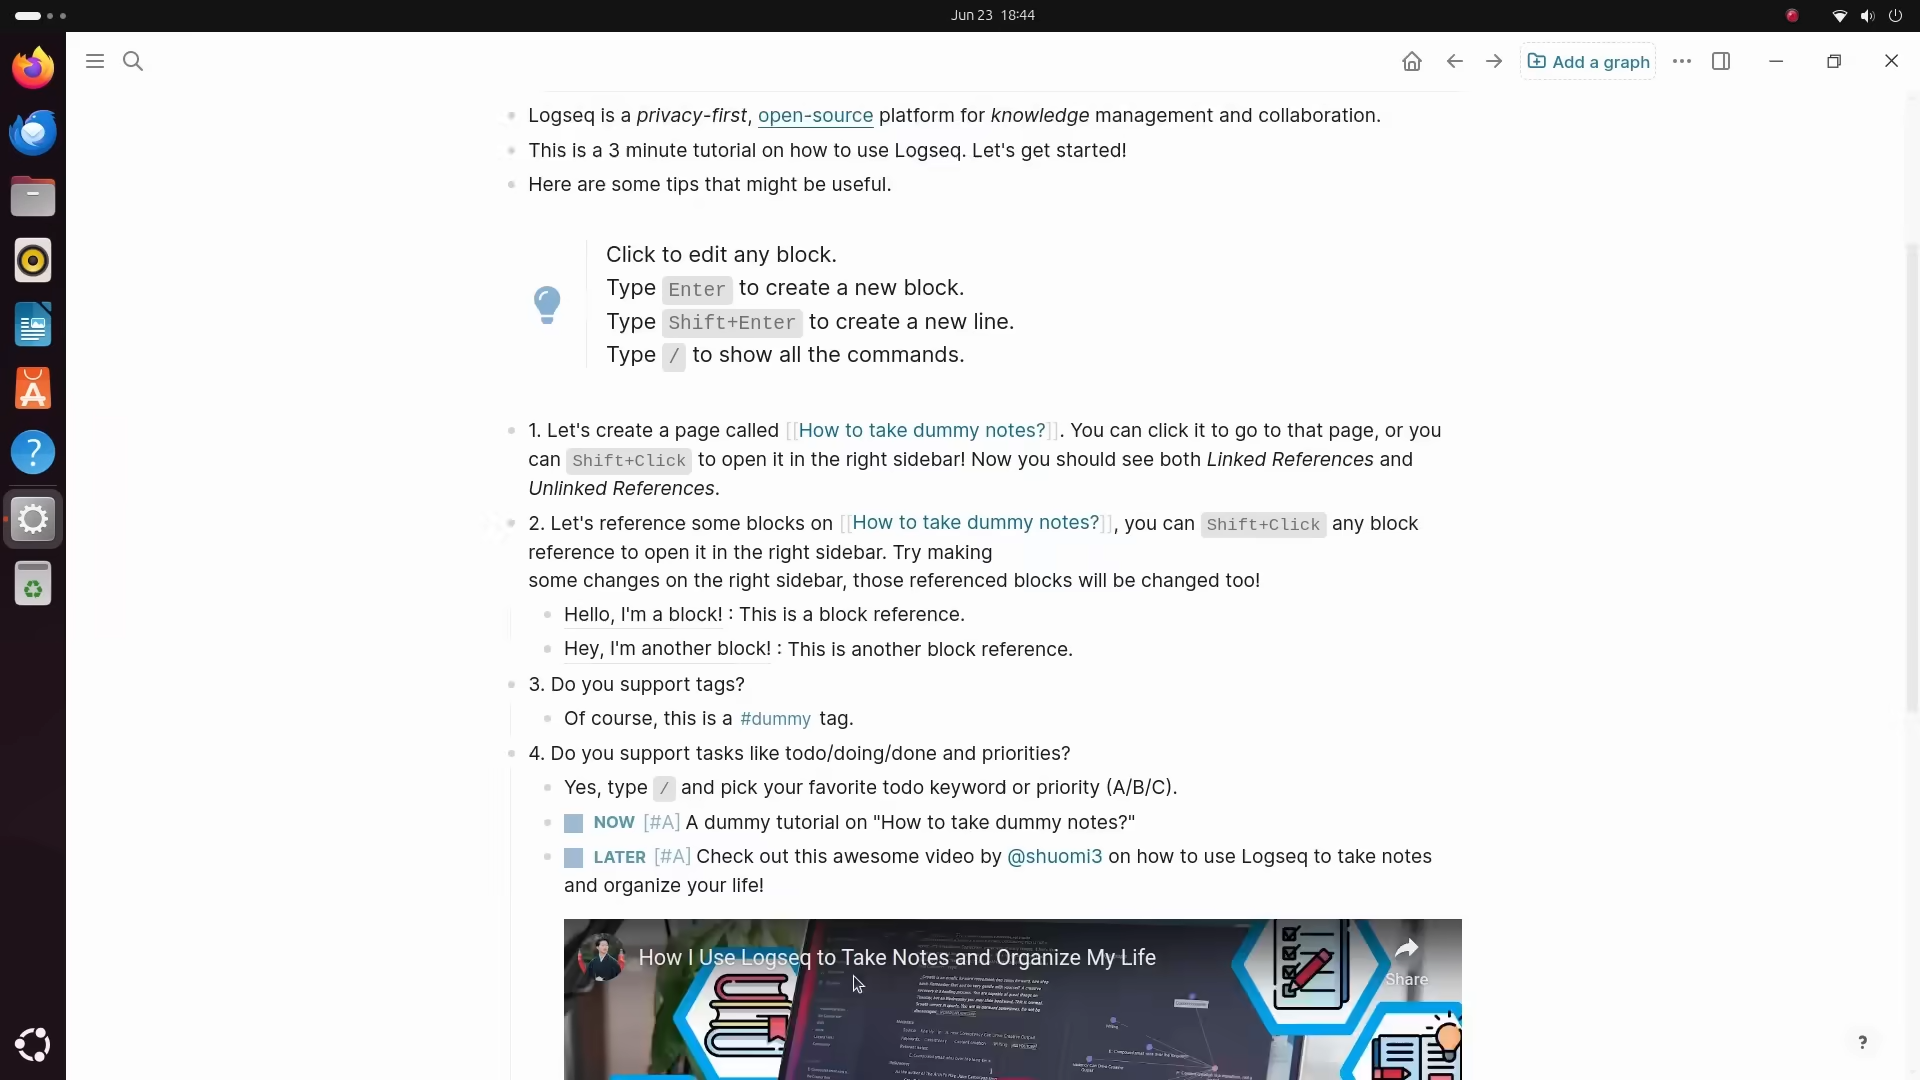 Jun 23 18:44
Add a graph
Logseq is a privacy-first, open-source platform for knowledge management and collaboration.
This is a 3 minute tutorial on how to use Logseq. Let's get started!
Here are some tips that might be useful.
Click to edit any block.
Type Enter to create a new block.
Type Shift+Enter to create a new line.
Type / to show all the commands.
1. Let's create a page called [[How to take dummy notes?]]. You can click it to go to that page, or you
can Shift+Click to open it in the right sidebar! Now you should see both Linked References and
Unlinked References.
2. Let's reference some blocks on [[How to take dummy notes?]], you can Shift+Click any block
reference to open it in the right sidebar. Try making
some changes on the right sidebar, those referenced blocks will be changed too!
Hello, I'm a block! : This is a block reference.
Hey, I'm another block! : This is another block reference.
3. Do you support tags?
Of course, this is a #dummy tag.
4. Do you support tasks like todo/doing/done and priorities?
Yes, type / and pick your favorite todo keyword or priority (A/B/C).
NOW [#A] A dummy tutorial on "How to take dummy notes?"
LATER [#A] Check out this awesome video by @shuomi3 on how to use Logseq to take notes
and organize your life!
How I Use Logseq to Take Notes and Organize My Life
Share
?